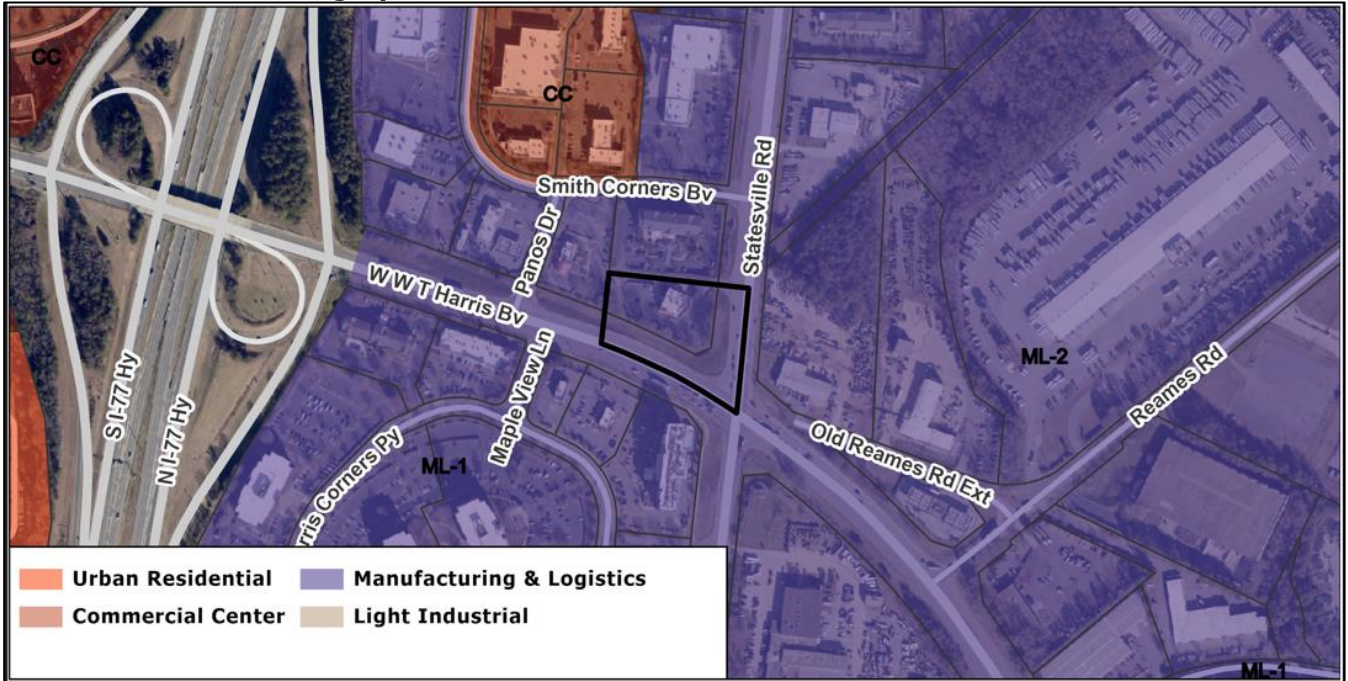 CC
CC
Smith Corners Bv
Statesville Rd
Panos Dr
W W T Harris Bv
S I-77 Hy
N I-77 Hy
Maple View Ln
ML-2
Reames Rd
Old Reames Rd Ext
ML-1
rris Corners Py
Urban Residential
Manufacturing & Logistics
Commercial Center
Light Industrial
ML-1